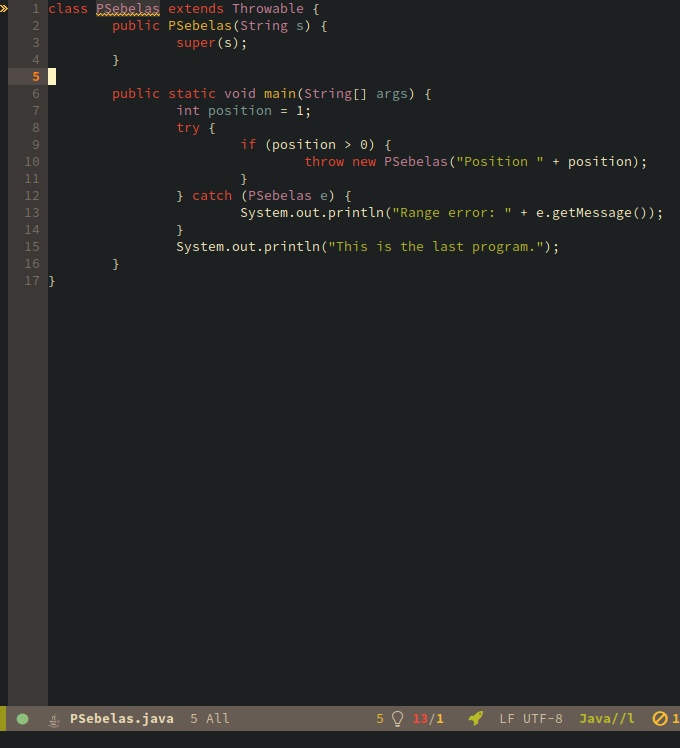 1 class PSebelas extends Throwable {
2 public PSebelas(String s) {
3 super(s);
4 }
5
6 public static void main(String[] args) {
7 int position = 1;
8 try {
9 if (position > 0) {
10 throw new PSebelas("Position " + position);
11 }
12 } catch (PSebelas e) {
13 System.out.println("Range error: " + e.getMessage());
14 }
15 System.out.println("This is the last program.");
16 }
17 }
PSebelas.java 5 All 5 13/1 LF UTF-8 Java//l 1